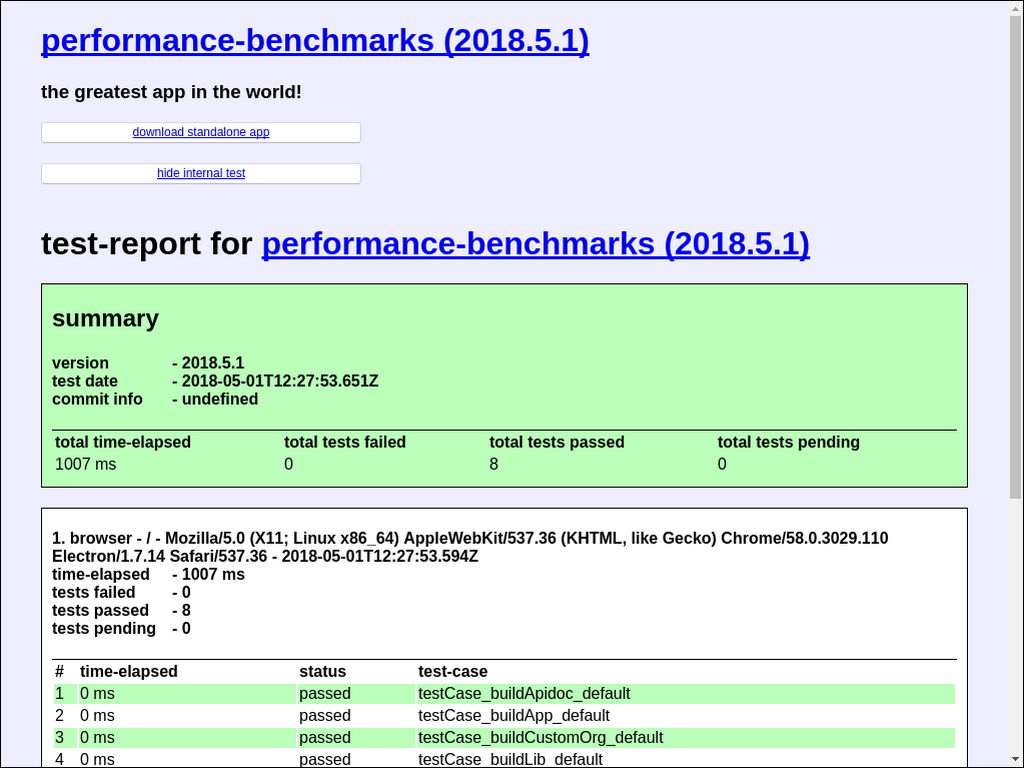 performance-benchmarks (2018.5.1)
the greatest app in the world!
download standalone app
hide internal test
test-report for performance-benchmarks (2018.5.1)
summary
version - 2018.5.1
test date - 2018-05-01T12:27:53.651Z
commit info - undefined
total time-elapsed total tests failed total tests passed total tests pending
1007 ms 0 8 0
1. browser - / - Mozilla/5.0 (X11; Linux x86_64) AppleWebKit/537.36 (KHTML, like Gecko) Chrome/58.0.3029.110
Electron/1.7.14 Safari/537.36 - 2018-05-01T12:27:53.594Z
time-elapsed - 1007 ms
tests failed - 0
tests passed - 8
tests pending - 0
# time-elapsed status test-case
1 0 ms passed testCase_buildApidoc_default
2 0 ms passed testCase_buildApp_default
3 0 ms passed testCase_buildCustomOrg_default
4 0 ms passed testCase_buildLib_default